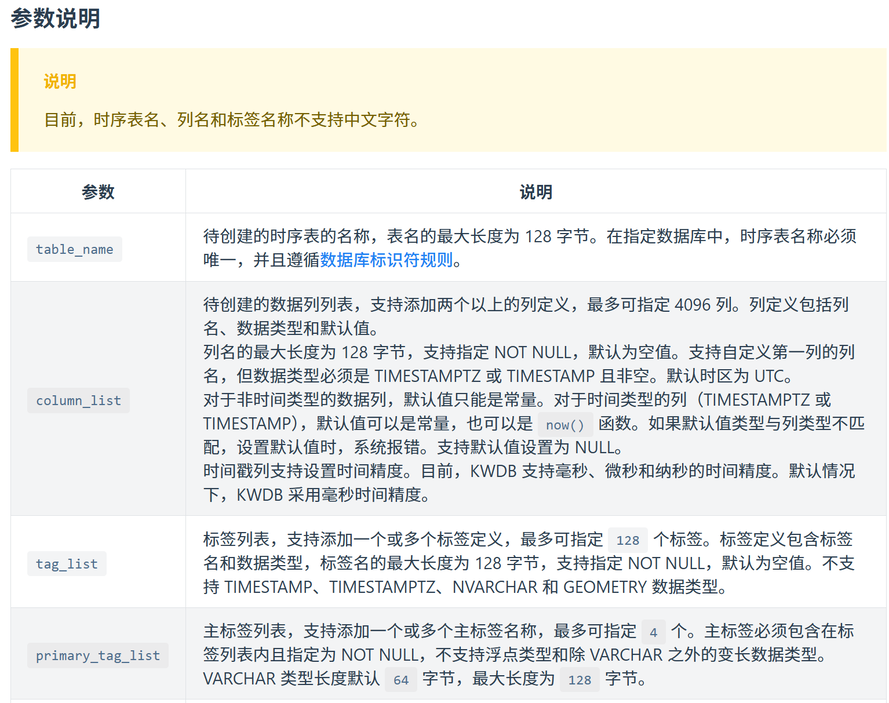 参数说明
说明
目前，时序表名、列名和标签名称不支持中文字符。
参数
说明
table_name
待创建的时序表的名称，表名的最大长度为 128 字节。在指定数据库中，时序表名称必须
唯一，并且遵循数据库标识符规则。
column_list
待创建的数据列列表，支持添加两个以上的列定义，最多可指定 4096 列。列定义包括列
名、数据类型和默认值。
列名的最大长度为 128 字节，支持指定 NOT NULL，默认为空值。支持自定义第一列的列
名，但数据类型必须是 TIMESTAMPTZ 或 TIMESTAMP 且非空。默认时区为 UTC。
对于非时间类型的数据列，默认值只能是常量。对于时间类型的列（TIMESTAMPTZ 或
TIMESTAMP），默认值可以是常量，也可以是 now() 函数。如果默认值类型与列类型不匹
配，设置默认值时，系统报错。支持默认值设置为 NULL。
时间戳列支持设置时间精度。目前，KWDB 支持毫秒、微秒和纳秒的时间精度。默认情况
下，KWDB 采用毫秒时间精度。
tag_list
标签列表，支持添加一个或多个标签定义，最多可指定 128 个标签。标签定义包含标签
名和数据类型，标签名的最大长度为 128 字节，支持指定 NOT NULL，默认为空值。不支
持 TIMESTAMP、TIMESTAMPTZ、NVARCHAR 和 GEOMETRY 数据类型。
primary_tag_list
主标签列表，支持添加一个或多个主标签名称，最多可指定 4 个。主标签必须包含在标
签列表内且指定为 NOT NULL，不支持浮点类型和除 VARCHAR 之外的变长数据类型。
VARCHAR 类型长度默认 64 字节，最大长度为 128 字节。